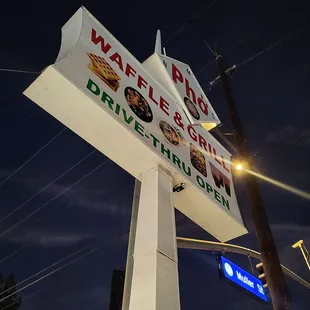 Phở
WAFFLE & GRILL
DRIVE-THRU OPEN